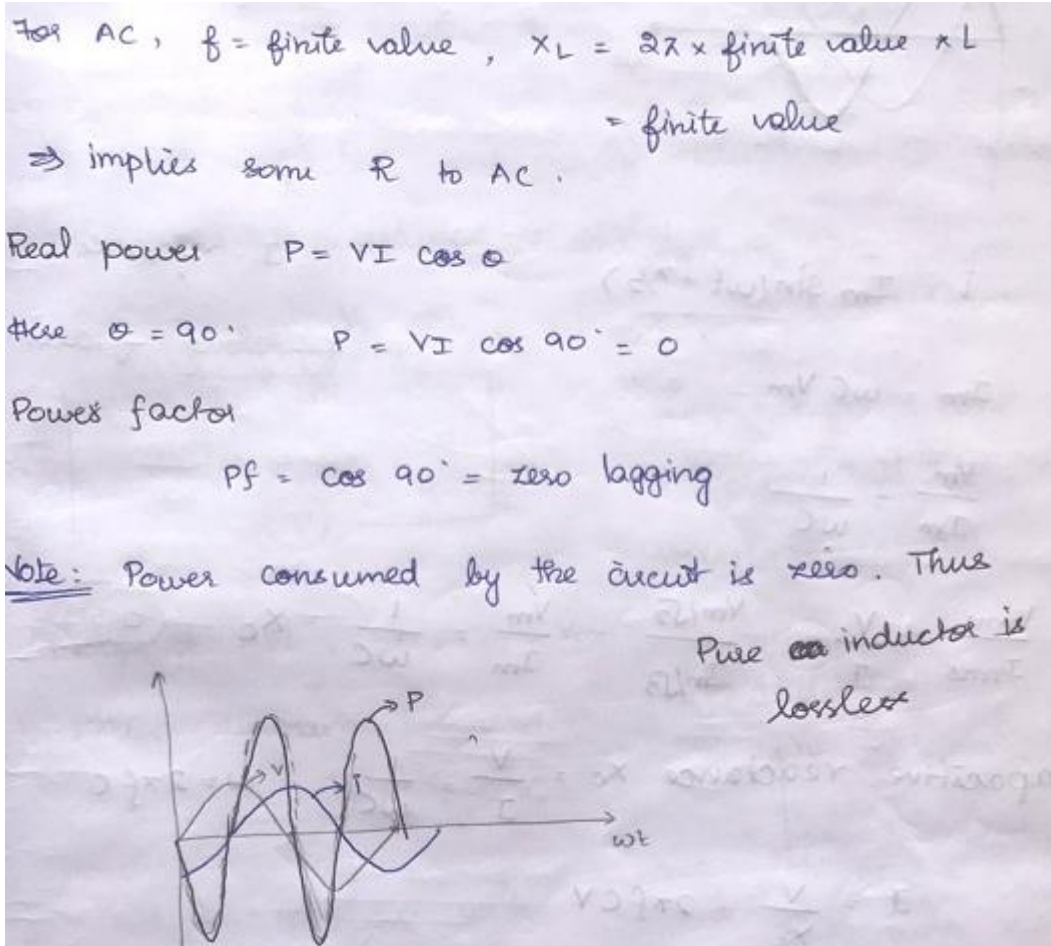 For AC, f = finite value, XL = 2π × finite value × L
= finite value
⇒ implies some R to AC.
Real power P = VI cos θ
Here θ = 90° P = VI cos 90° = 0
Power factor
Pf = cos 90° = zero lagging
Note: Power consumed by the circuit is zero. Thus
Pure inductor is
lossless
P
V
I
ωt